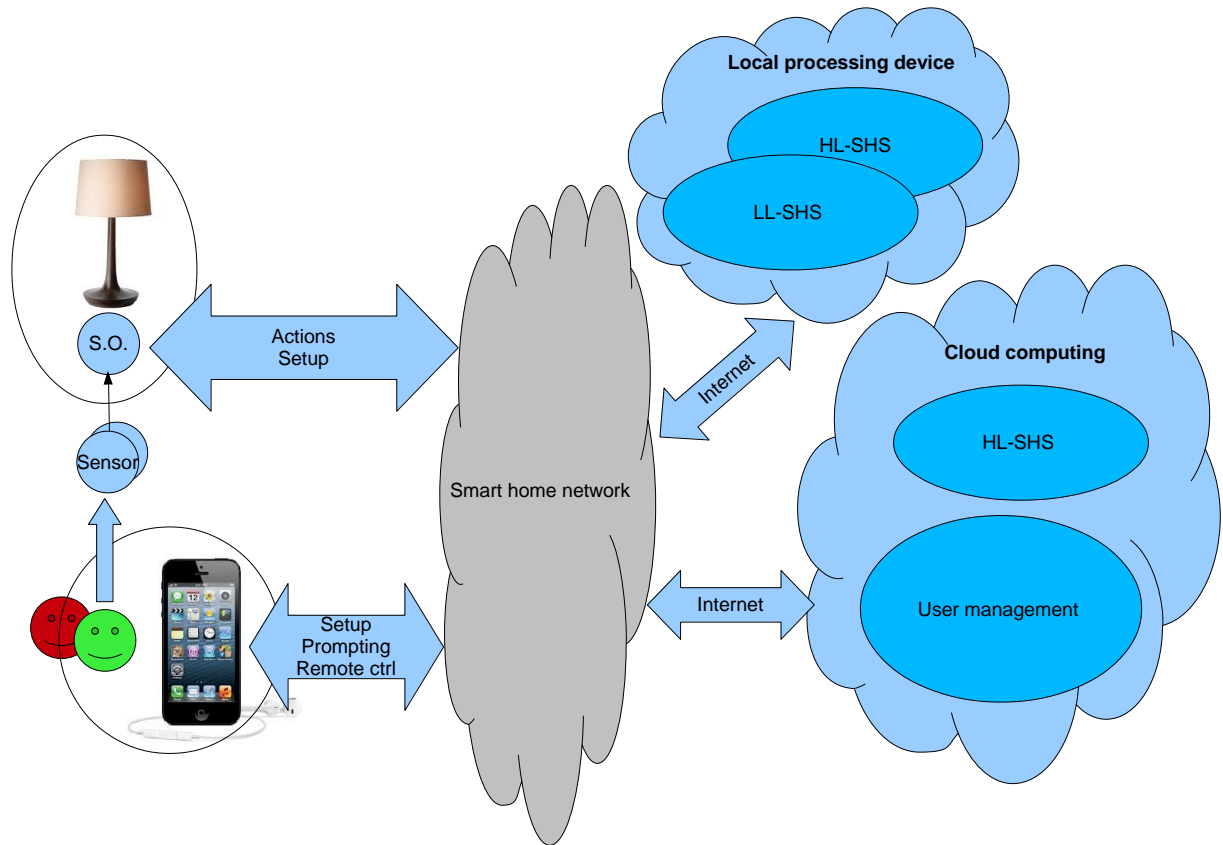 Local processing device
HL-SHS
LL-SHS
S.O.
Actions
Setup
Internet
Cloud computing
HL-SHS
Sensor
Smart home network
Internet
User management
Setup
Prompting
Remote ctrl